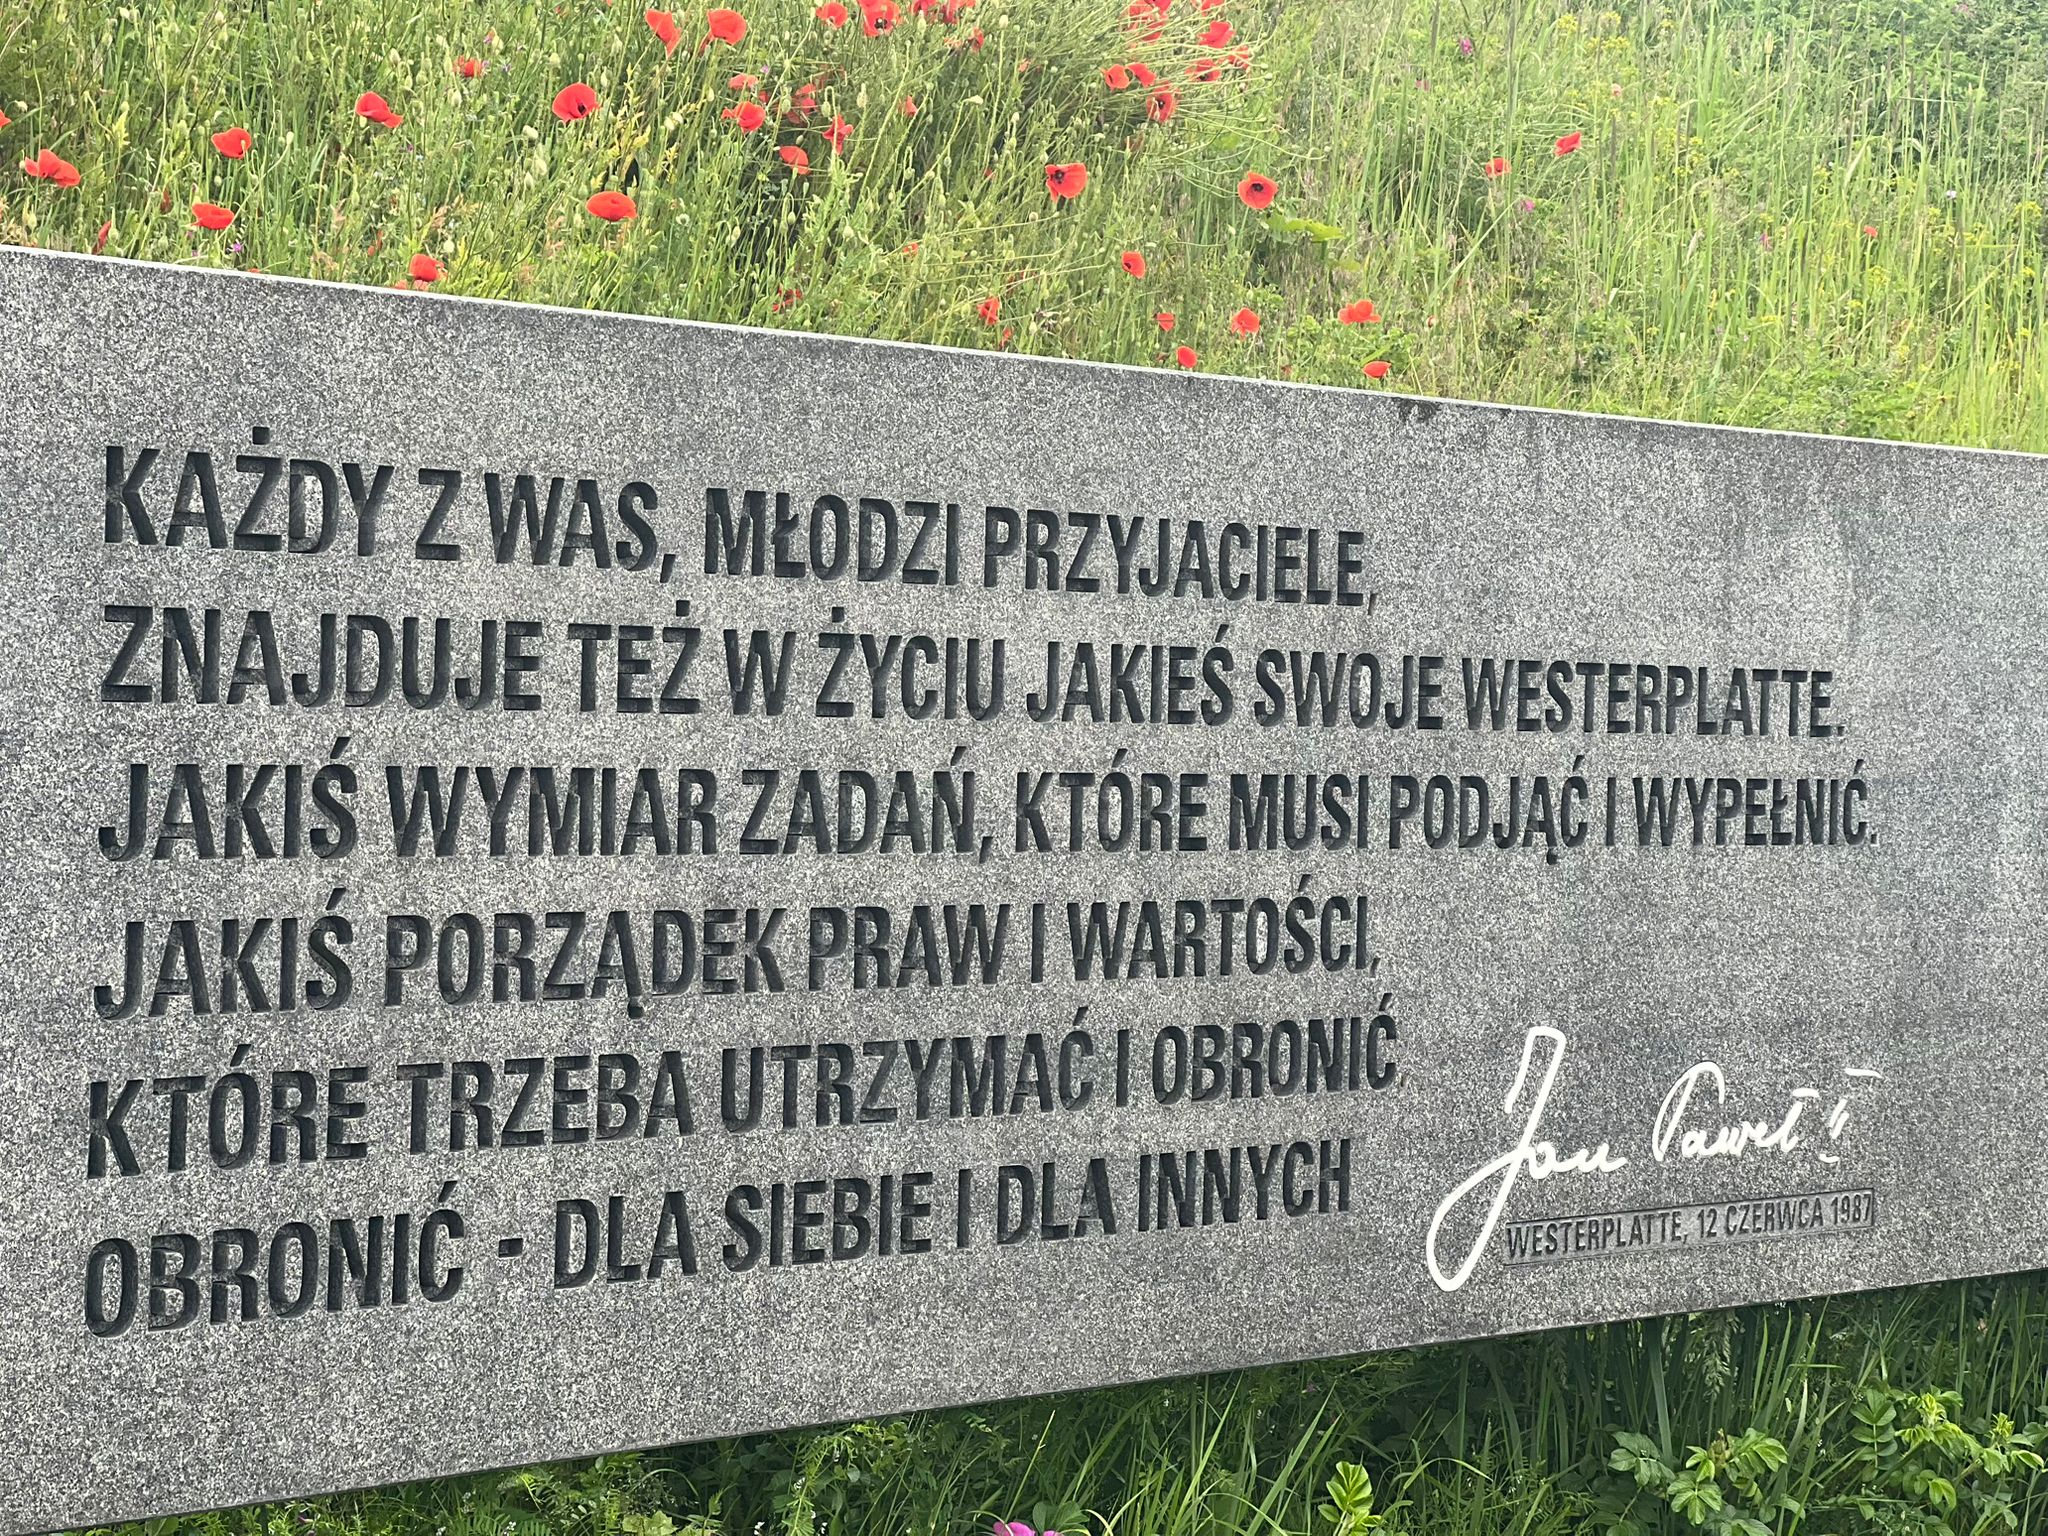 KAŻDY Z WAS, MŁODZI PRZYJACIELE,
ZNAJDUJE TEŻ W ŻYCIU JAKIEŚ SWOJE WESTERPLATTE.
JAKIŚ WYMIAR ZADAŃ, KTÓRE MUSI PODJĄĆ I WYPEŁNIĆ.
JAKIŚ PORZĄDEK PRAW I WARTOŚCI,
KTÓRE TRZEBA UTRZYMAĆ I OBRONIĆ,
OBRONIĆ - DLA SIEBIE I DLA INNYCH
Jan Paweł II
WESTERPLATTE, 12 CZERWCA 1987